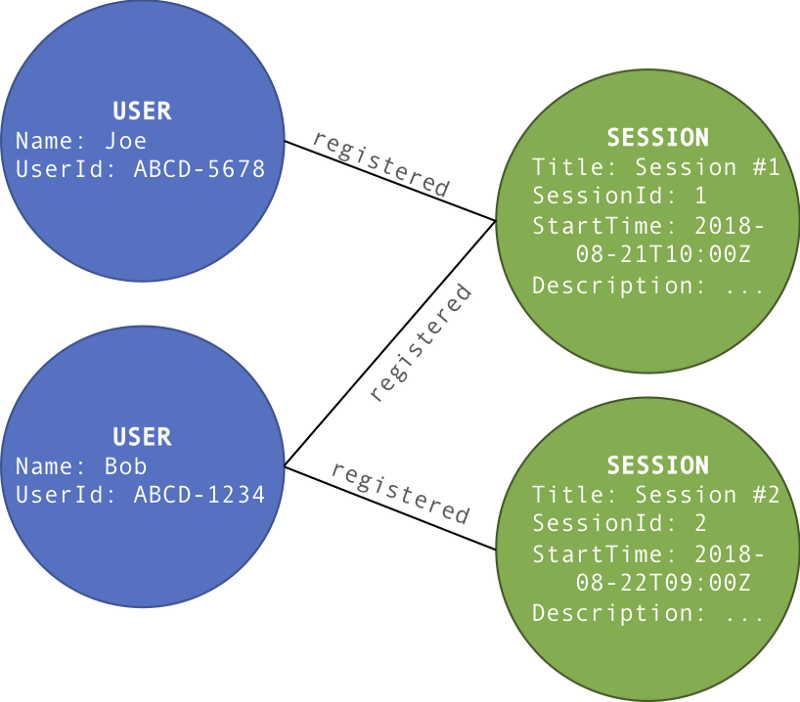 USER
Name: Joe
UserId: ABCD-5678
registered
SESSION
Title: Session #1
SessionId: 1
StartTime: 2018-
08-21T10:00Z
Description: ...
registered
USER
Name: Bob
UserId: ABCD-1234
registered
SESSION
Title: Session #2
SessionId: 2
StartTime: 2018-
08-22T09:00Z
Description: ...